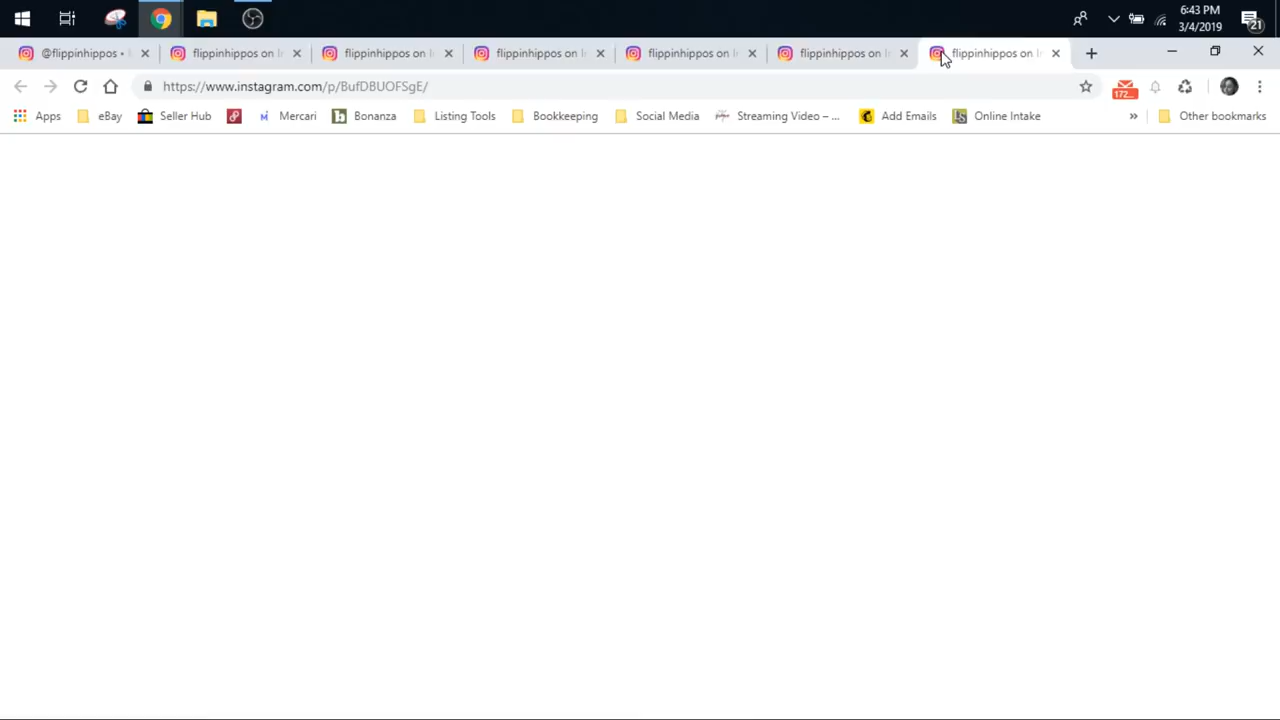 6:43 PM
3/4/2019
21
@flippinhippos •
flippinhippos on
flippinhippos on
flippinhippos on
flippinhippos on
flippinhippos on
flippinhippos on
https://www.instagram.com/p/BufDBUOFSgE/
172...
Apps
eBay
Seller Hub
Mercari
Bonanza
Listing Tools
Bookkeeping
Social Media
Streaming Video – ...
Add Emails
Online Intake
»
Other bookmarks